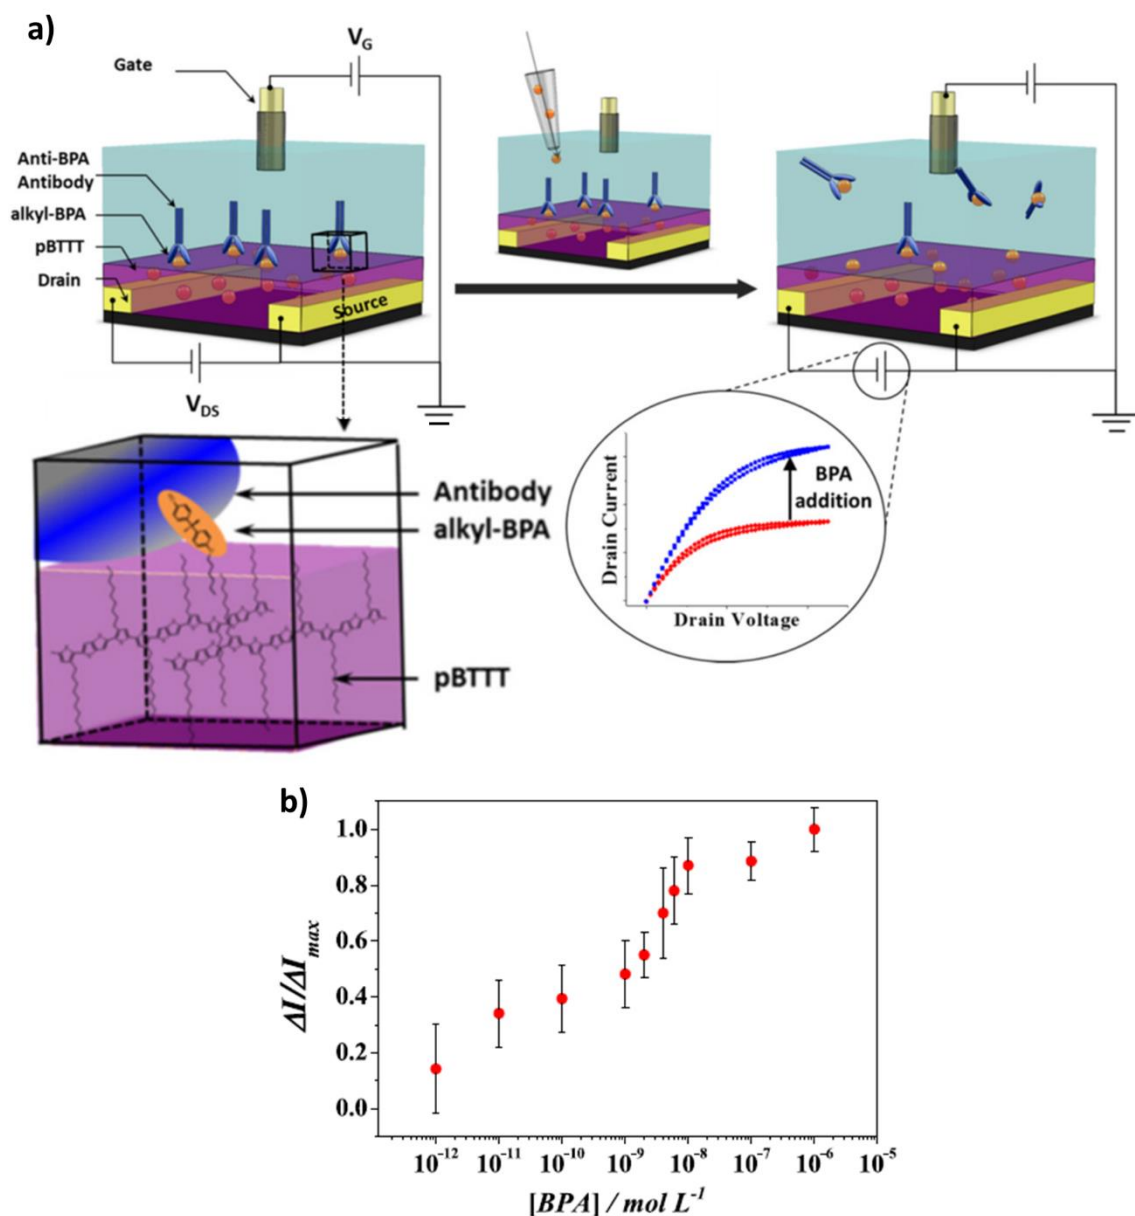 a)
V_G
Gate
Anti-BPA
Antibody
alkyl-BPA
pBTTT
Drain
Source
V_DS
Antibody
alkyl-BPA
pBTTT
Drain Current
BPA
addition
Drain Voltage
b)
ΔI/ΔI_max
1.0
0.8
0.6
0.4
0.2
0.0
10^-12 10^-11 10^-10 10^-9 10^-8 10^-7 10^-6 10^-5
[BPA] / mol L^-1